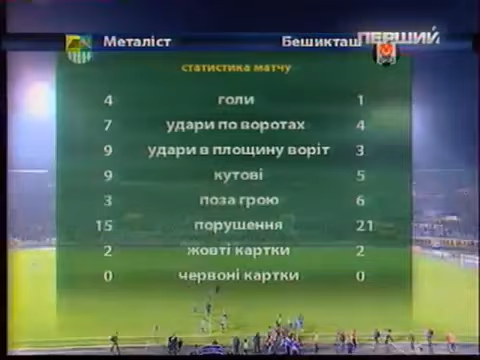 Металіст Бешикташ ПЕРШИЙ
статистика матчу
4 голи 1
7 удари по воротах 4
9 удари в площину воріт 3
9 кутові 5
3 поза грою 6
15 порушення 21
2 жовті картки 2
0 червоні картки 0